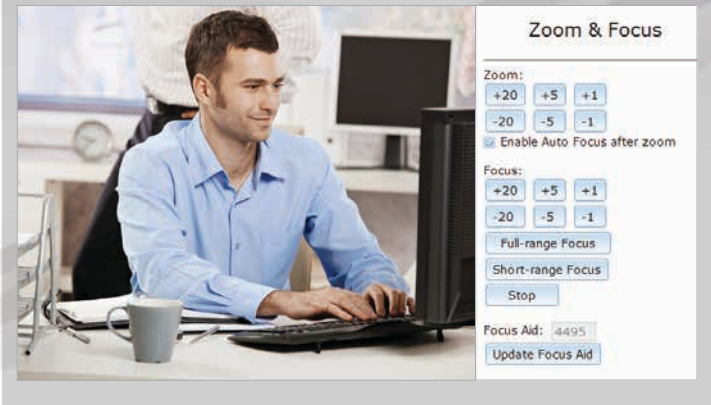 Zoom & Focus
Zoom:
+20 +5 +1
-20 -5 -1
Enable Auto Focus after zoom
Focus:
+20 +5 +1
-20 -5 -1
Full-range Focus
Short-range Focus
Stop
Focus Aid: 4495
Update Focus Aid